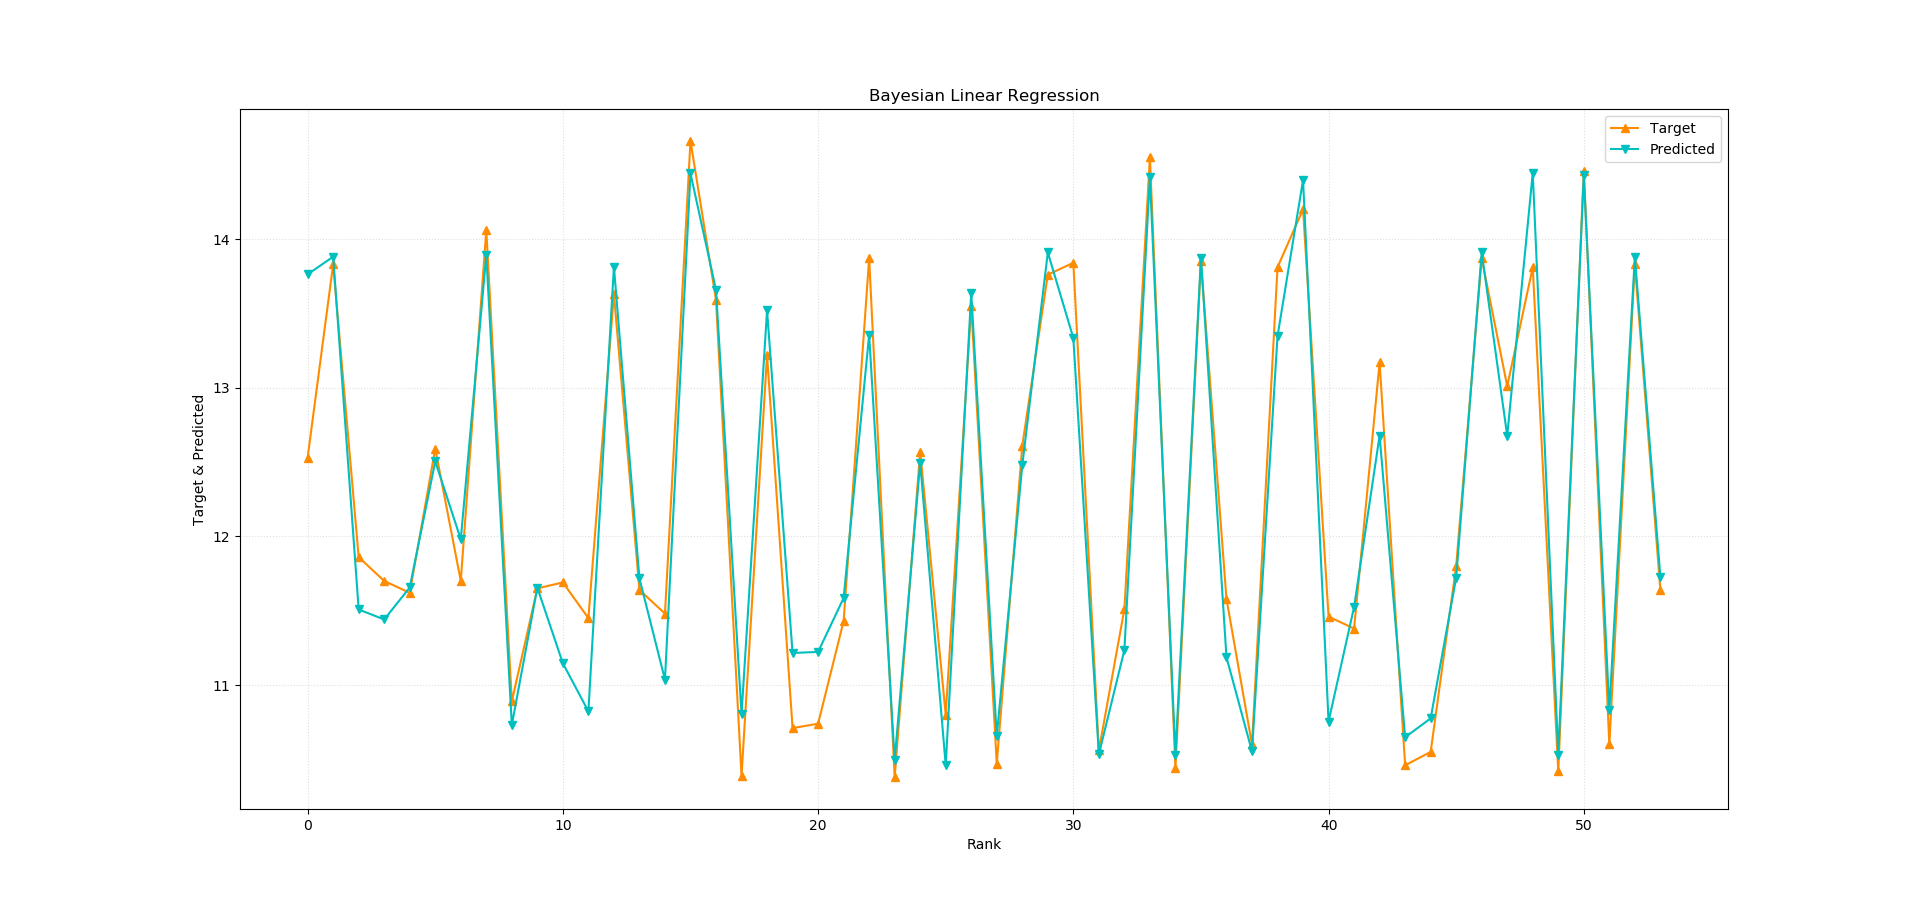 Bayesian Linear Regression
Target
Predicted
Target & Predicted
14
13
12
11
0 10 20 30 40 50
Rank